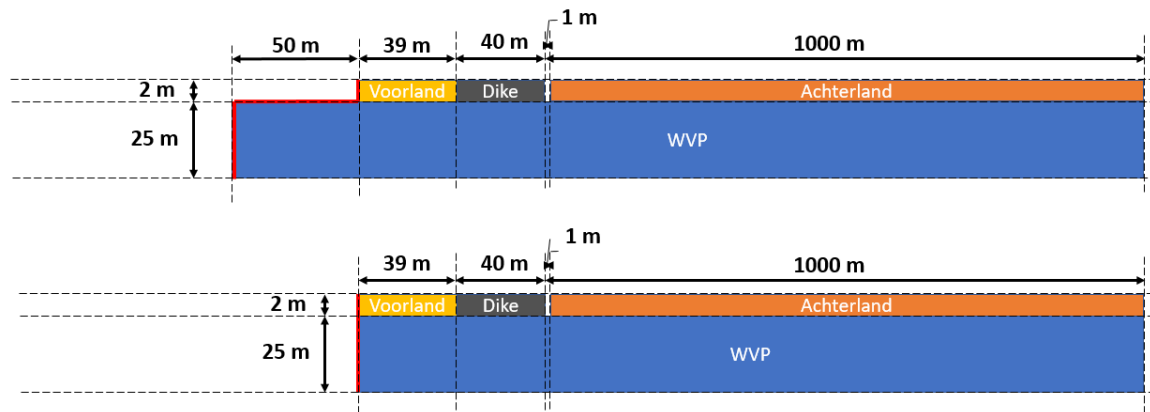 1 m
50 m
39 m
40 m
1000 m
2 m
Voorland
Dike
Achterland
25 m
WVP
1 m
39 m
40 m
1000 m
2 m
Voorland
Dike
Achterland
25 m
WVP